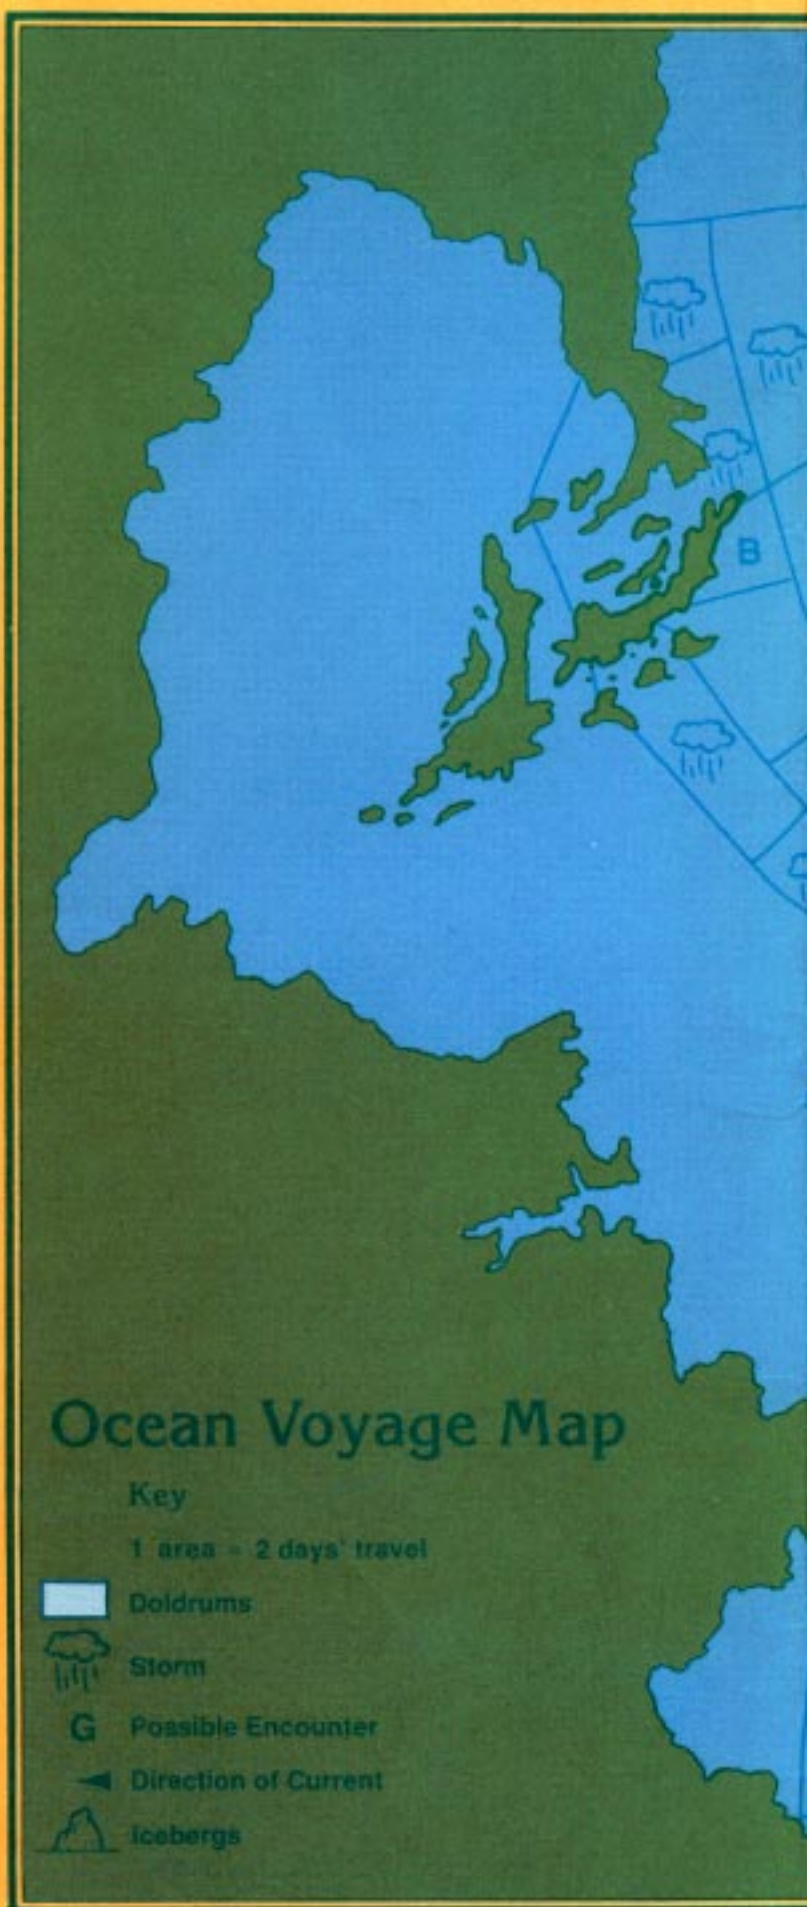 B
Ocean Voyage Map
Key
1 area = 2 days' travel
Doldrums
Storm
G Possible Encounter
Direction of Current
Icebergs